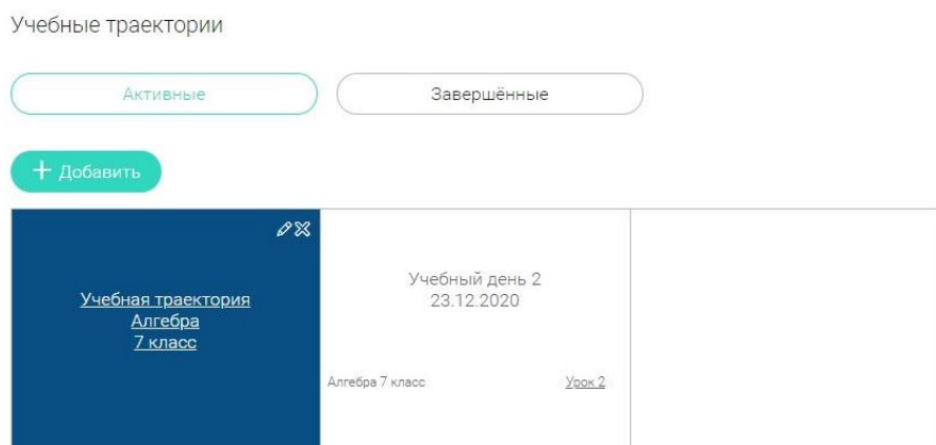 Учебные траектории
Активные
Завершённые
+ Добавить
Учебная траектория
Алгебра
7 класс
Учебный день 2
23.12.2020
Алгебра 7 класс
Урок 2